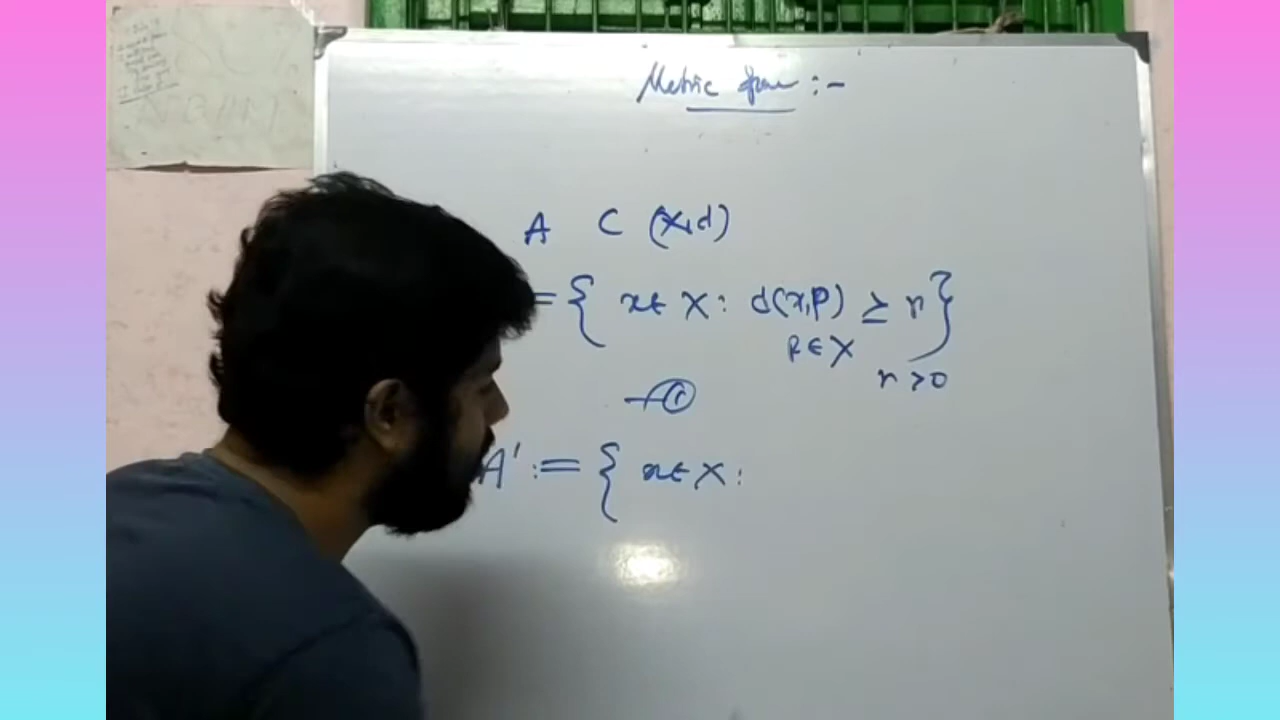 Metric space :-
A ⊂ (X,d)
= { x ∈ X : d(x,p) ≥ r }
p ∈ X
r > 0
—①
A' := { x ∈ X :